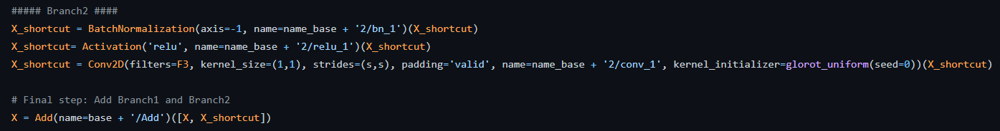 ##### Branch2 ####
X_shortcut = BatchNormalization(axis=-1, name=name_base + '2/bn_1')(X_shortcut)
X_shortcut= Activation('relu', name=name_base + '2/relu_1')(X_shortcut)
X_shortcut = Conv2D(filters=F3, kernel_size=(1,1), strides=(s,s), padding='valid', name=name_base + '2/conv_1', kernel_initializer=glorot_uniform(seed=0))(X_shortcut)
# Final step: Add Branch1 and Branch2
X = Add(name=base + '/Add')([X, X_shortcut])